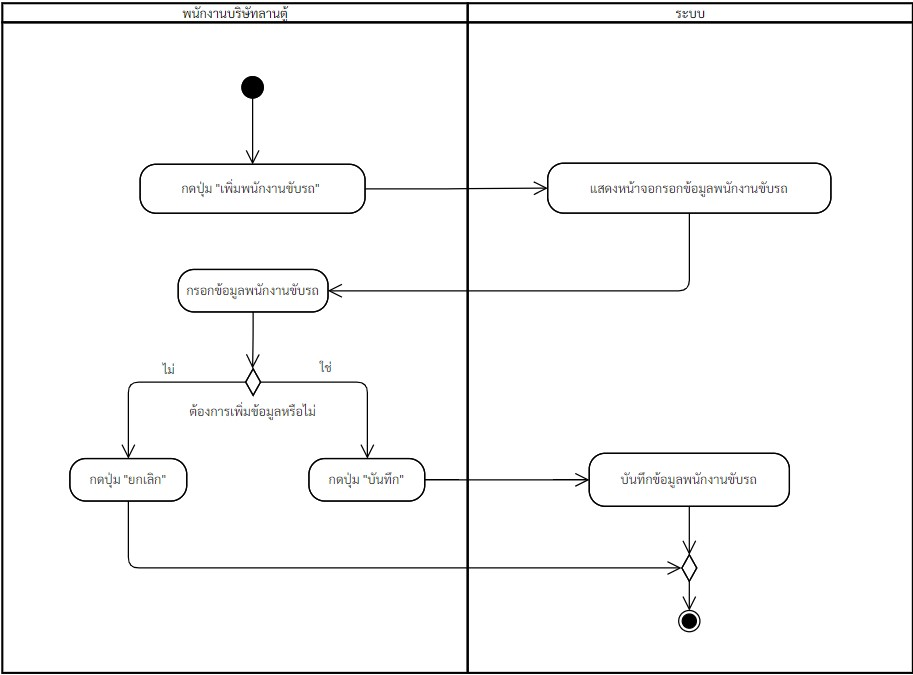 พนักงานบริษัทลานตู้
ระบบ
กดปุ่ม "เพิ่มพนักงานขับรถ"
แสดงหน้าจอกรอกข้อมูลพนักงานขับรถ
กรอกข้อมูลพนักงานขับรถ
ไม่
ใช่
ต้องการเพิ่มข้อมูลหรือไม่
กดปุ่ม "ยกเลิก"
กดปุ่ม "บันทึก"
บันทึกข้อมูลพนักงานขับรถ